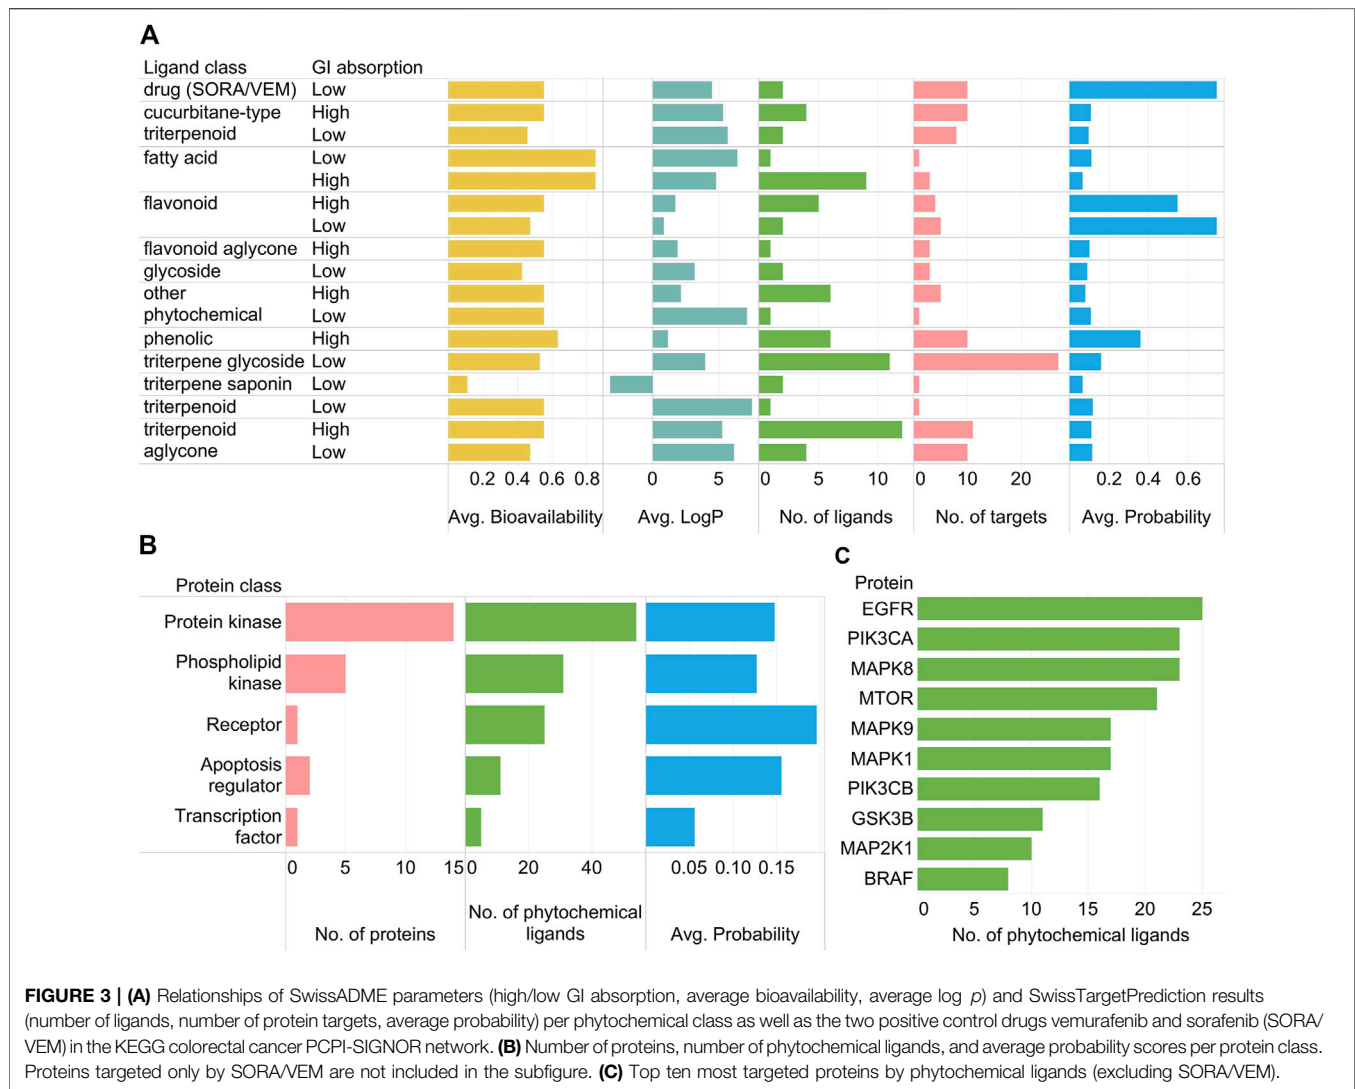 A
Ligand class GI absorption
drug (SORA/VEM) Low
cucurbitane-type High
triterpenoid Low
fatty acid Low
High
flavonoid High
Low
flavonoid aglycone High
glycoside Low
other High
phytochemical Low
phenolic High
triterpene glycoside Low
triterpene saponin Low
triterpenoid Low
triterpenoid High
aglycone Low
0.2 0.4 0.6 0.8 0 5 0 5 10 0 10 20 0.2 0.4 0.6
Avg. Bioavailability Avg. LogP No. of ligands No. of targets Avg. Probability
B
Protein class
Protein kinase
Phospholipid
kinase
Receptor
Apoptosis
regulator
Transcription
factor
0 5 10 15 0 20 40 0.05 0.10 0.15
No. of proteins No. of phytochemical
ligands Avg. Probability
C
Protein
EGFR
PIK3CA
MAPK8
MTOR
MAPK9
MAPK1
PIK3CB
GSK3B
MAP2K1
BRAF
0 5 10 15 20 25
No. of phytochemical ligands
FIGURE 3 | (A) Relationships of SwissADME parameters (high/low GI absorption, average bioavailability, average log p) and SwissTargetPrediction results
(number of ligands, number of protein targets, average probability) per phytochemical class as well as the two positive control drugs vemurafenib and sorafenib (SORA/
VEM) in the KEGG colorectal cancer PCPI-SIGNOR network. (B) Number of proteins, number of phytochemical ligands, and average probability scores per protein class.
Proteins targeted only by SORA/VEM are not included in the subfigure. (C) Top ten most targeted proteins by phytochemical ligands (excluding SORA/VEM).